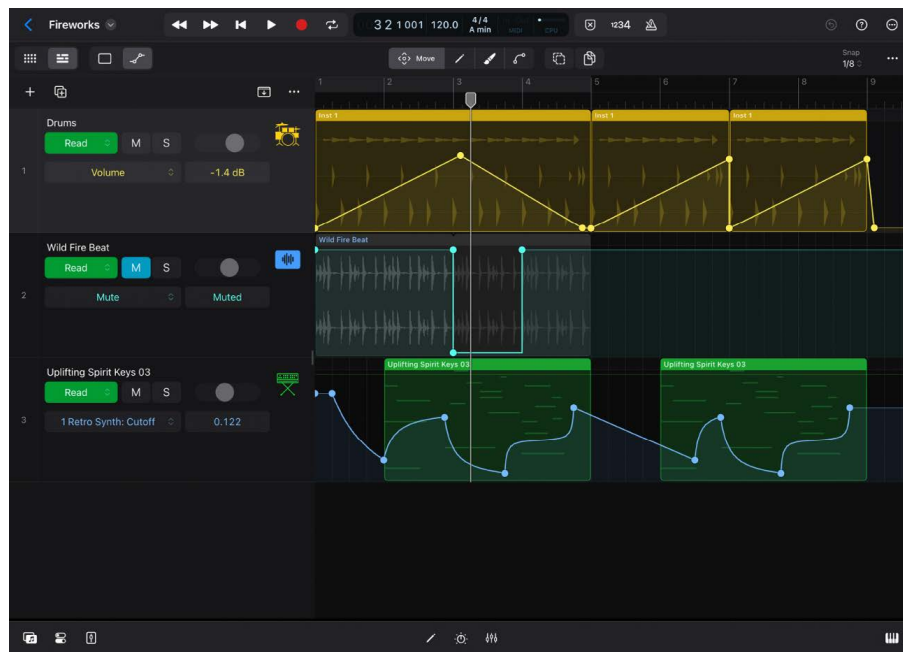 Fireworks
3 2 1 001 120.0 4/4
A min MIDI CPU
1234
Move
Snap
1/8
1 2 3 4 5 6 7 8 9
Drums
Read M S
1
Volume -1.4 dB
Inst 1 Inst 1 Inst 1
Wild Fire Beat
Read M S
2
Mute Muted
Wild Fire Beat
Uplifting Spirit Keys 03
Read M S
3
1 Retro Synth: Cutoff 0.122
Uplifting Spirit Keys 03 Uplifting Spirit Keys 03